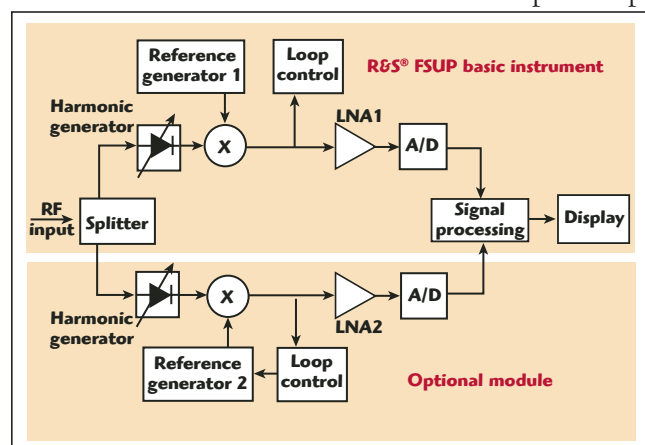 Reference
generator 1
Loop
control
R&S® FSUP basic instrument
Harmonic
generator
LNA1
X
A/D
RF
input
Splitter
Signal
processing
Display
X
A/D
Harmonic
generator
LNA2
Reference
generator 2
Loop
control
Optional module